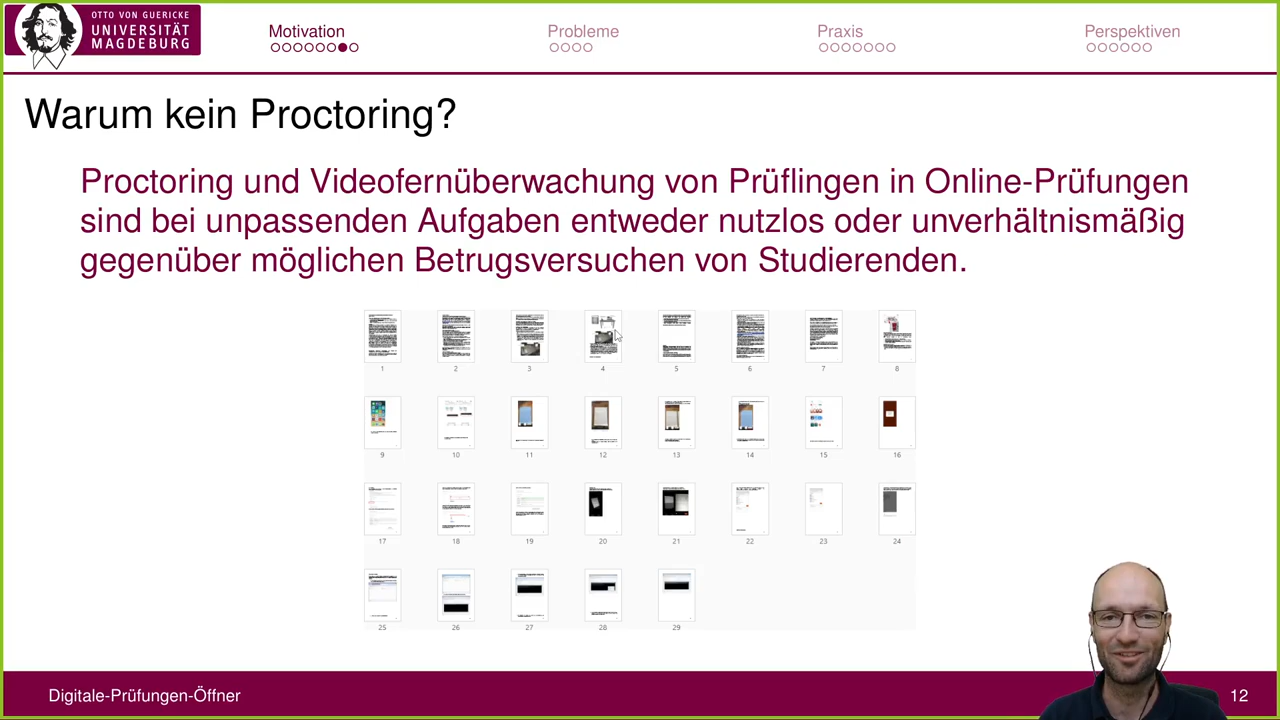 OTTO VON GUERICKE
UNIVERSITÄT
MAGDEBURG
Motivation
Probleme
Praxis
Perspektiven
Warum kein Proctoring?
Proctoring und Videofernüberwachung von Prüflingen in Online-Prüfungen
sind bei unpassenden Aufgaben entweder nutzlos oder unverhältnismäßig
gegenüber möglichen Betrugsversuchen von Studierenden.
1 2 3 4 5 6 7 8
9 10 11 12 13 14 15 16
17 18 19 20 21 22 23 24
25 26 27 28 29
Digitale-Prüfungen-Öffner
12